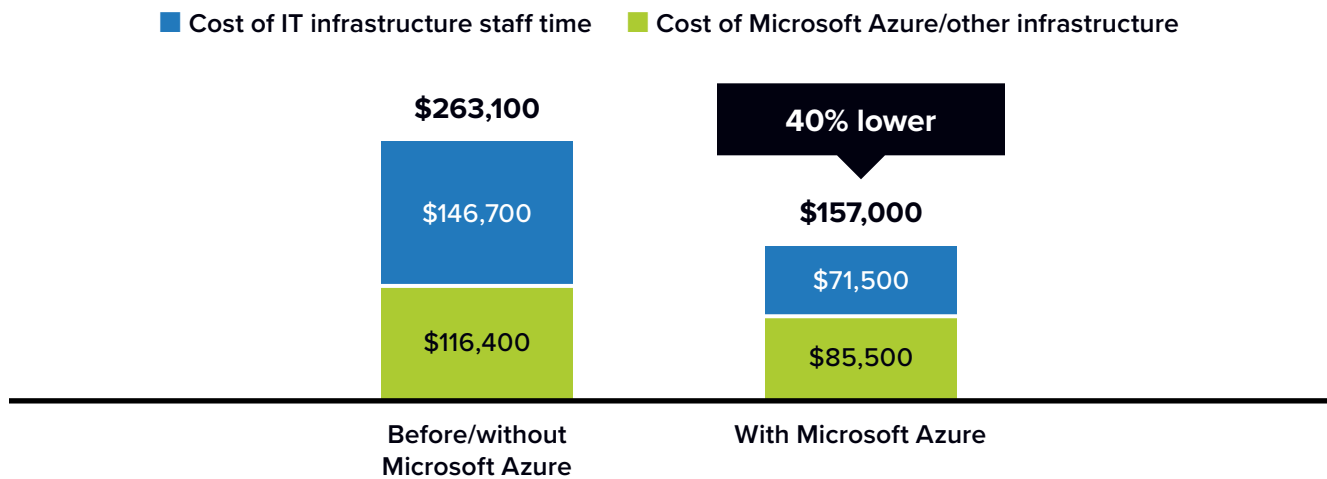 Cost of IT infrastructure staff time
Cost of Microsoft Azure/other infrastructure
$263,100
40% lower
$157,000
$146,700
$71,500
$116,400
$85,500
Before/without
Microsoft Azure
With Microsoft Azure